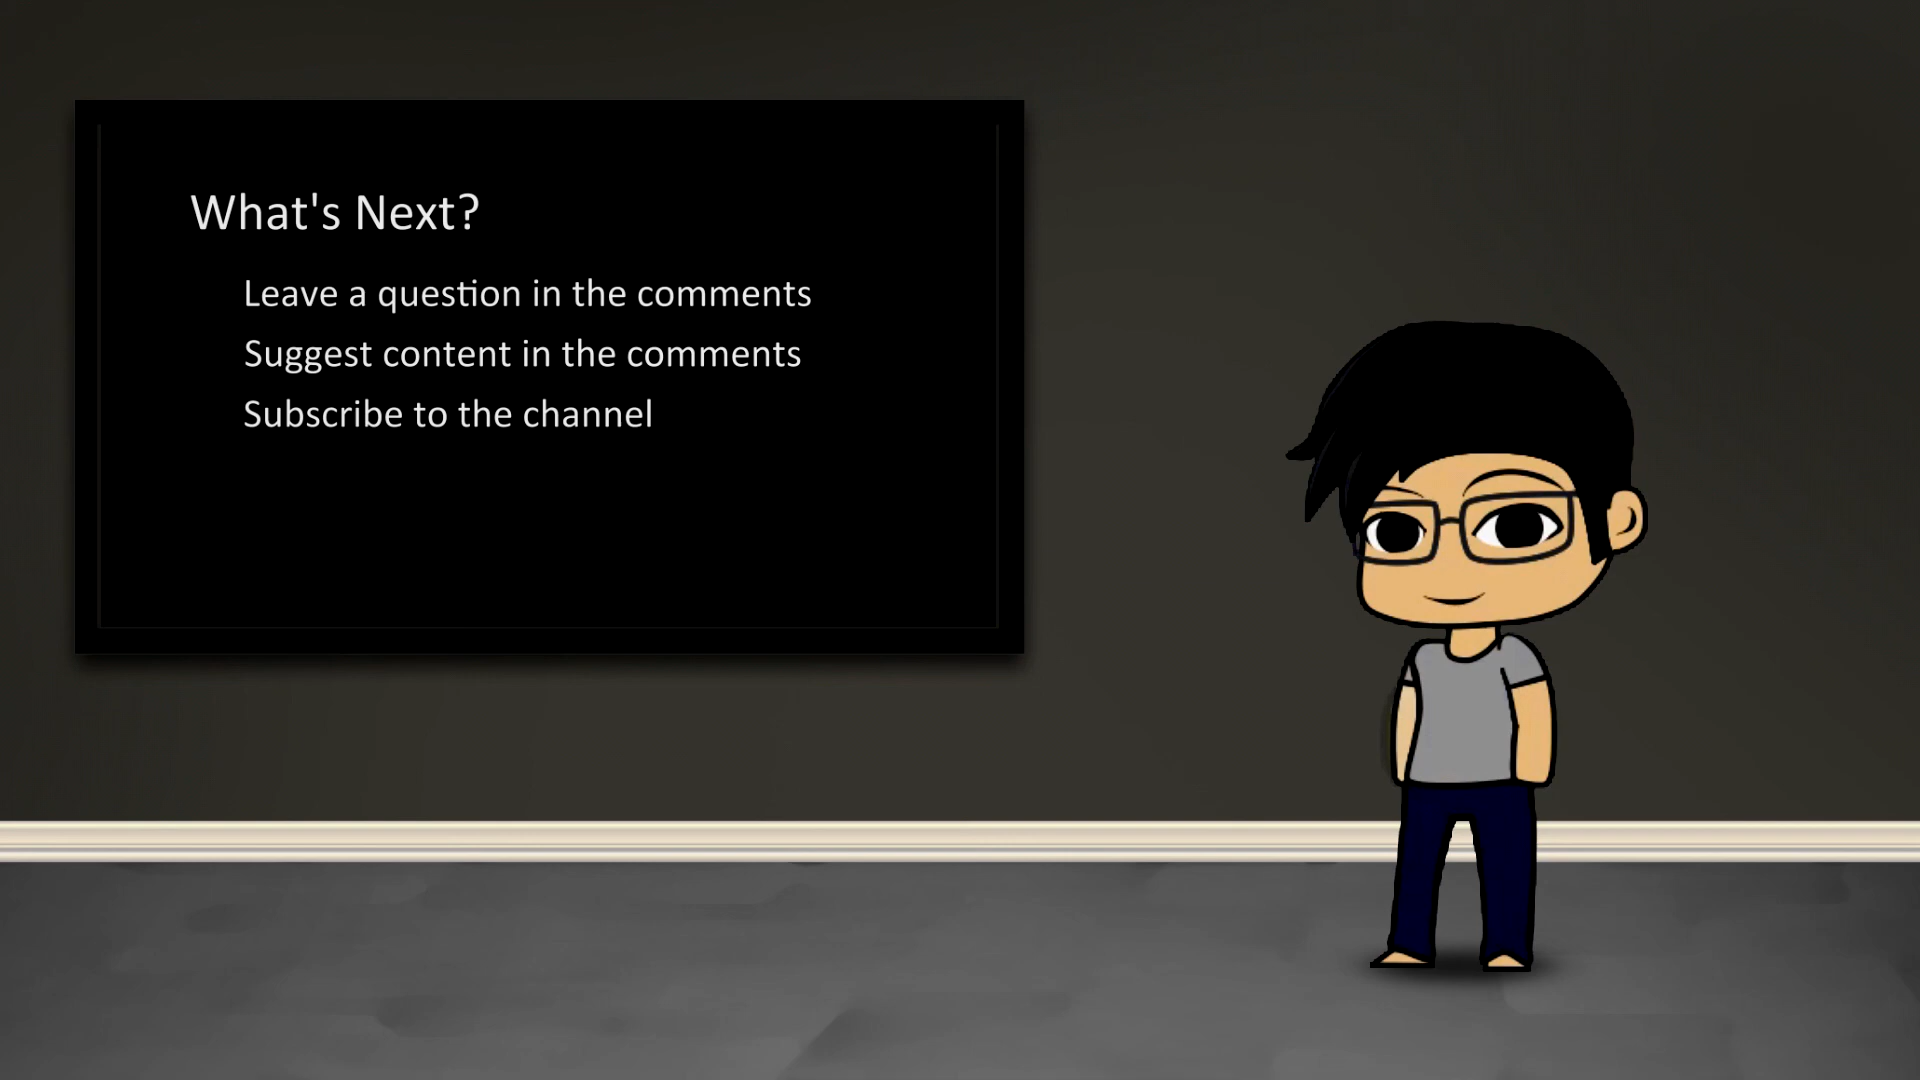 What's Next?
Leave a question in the comments
Suggest content in the comments
Subscribe to the channel